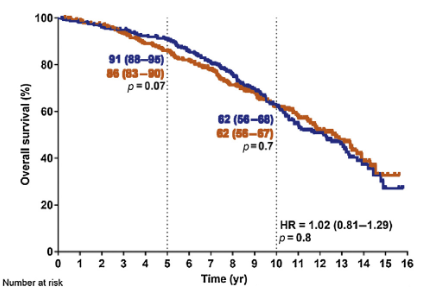 100
91 (88–95)
86 (83–90)
p = 0.07
80
60
62 (56–68)
62 (56–67)
p = 0.7
40
20
HR = 1.02 (0.81–1.29)
p = 0.8
0
Overall survival (%)
0 1 2 3 4 5 6 7 8 9 10 11 12 13 14 15 16
Time (yr)
Number at risk